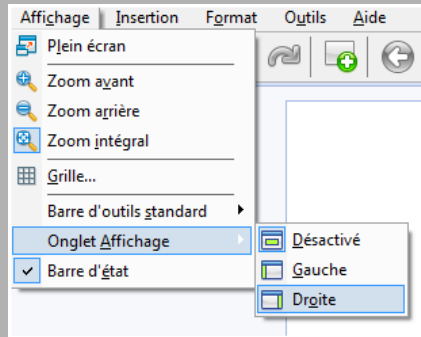 Affichage Insertion Format Outils Aide
Plein écran
Zoom avant
Zoom arrière
Zoom intégral
Grille...
Barre d'outils standard
Onglet Affichage
Désactivé
Barre d'état
Gauche
Droite